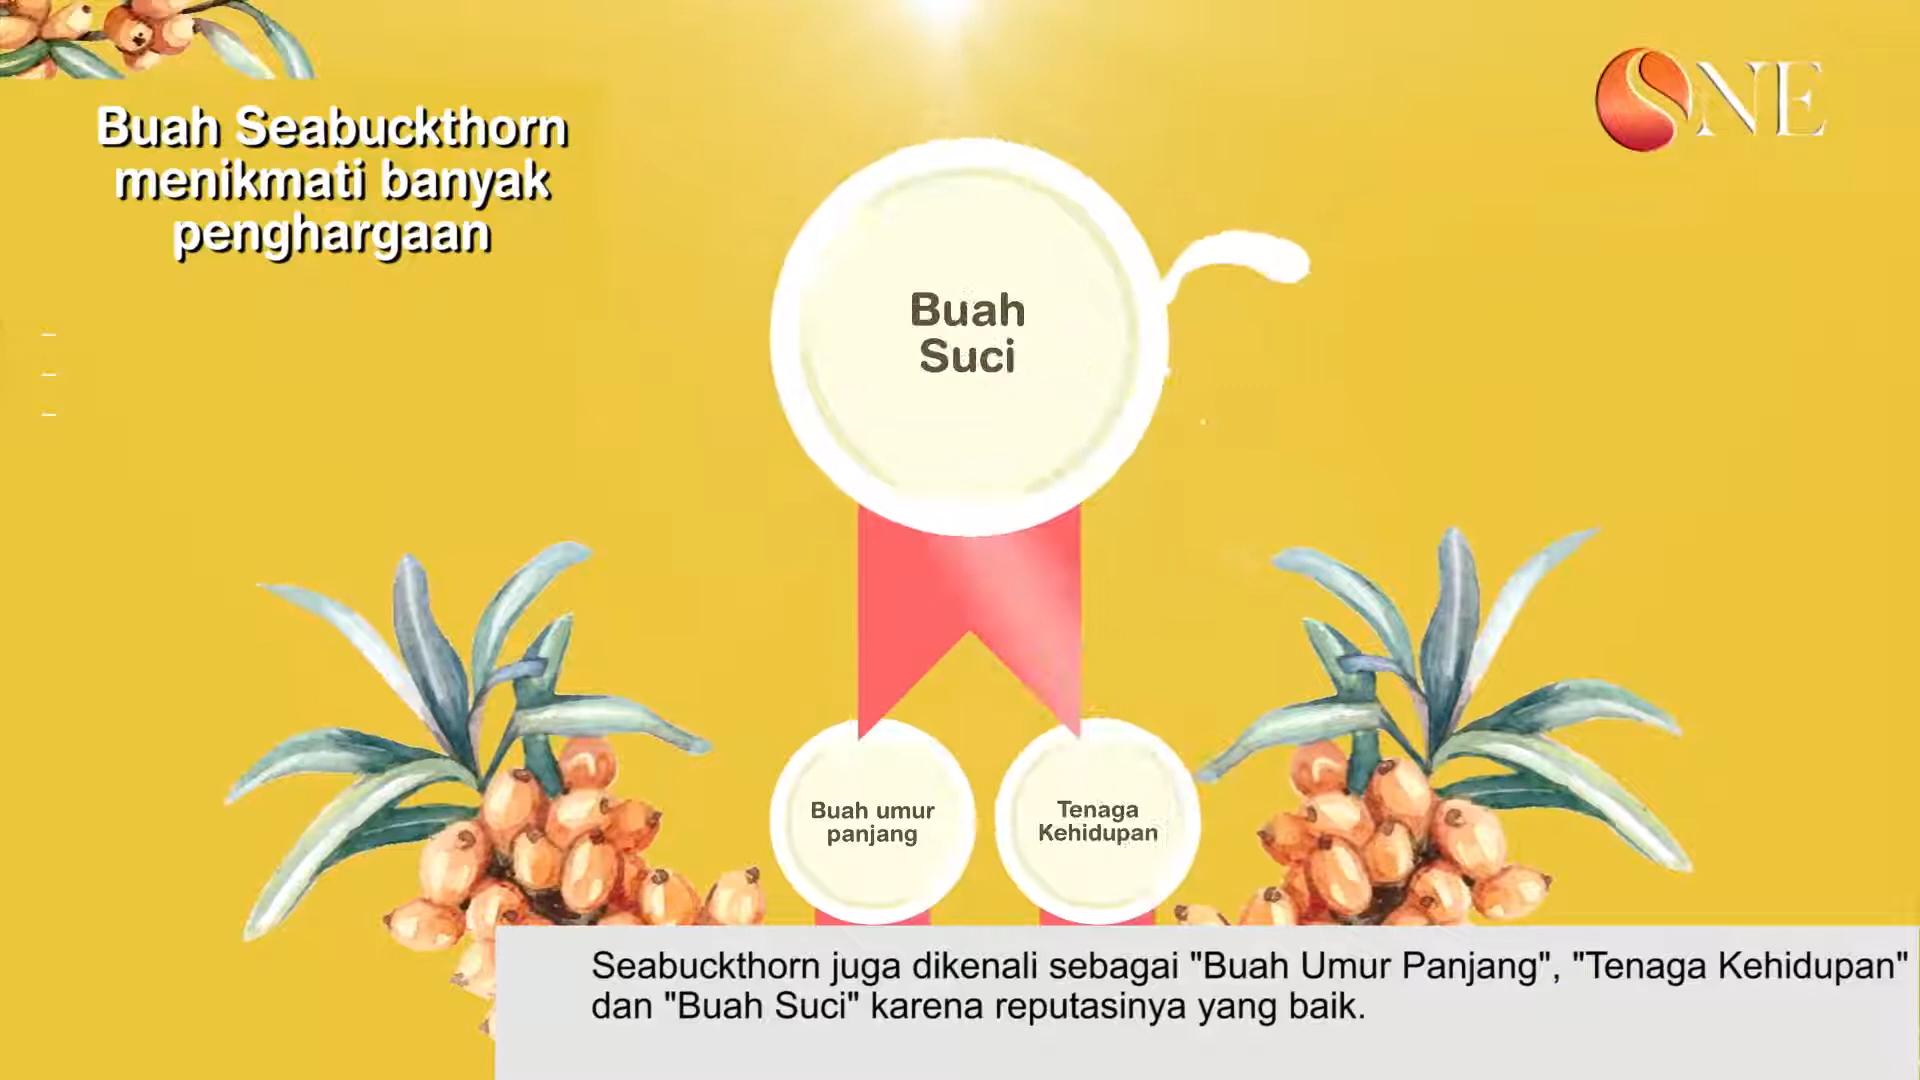 Buah Seabuckthorn
menikmati banyak
penghargaan
ONE
Buah
Suci
Buah umur
panjang
Tenaga
Kehidupan
Seabuckthorn juga dikenali sebagai "Buah Umur Panjang", "Tenaga Kehidupan"
dan "Buah Suci" karena reputasinya yang baik.